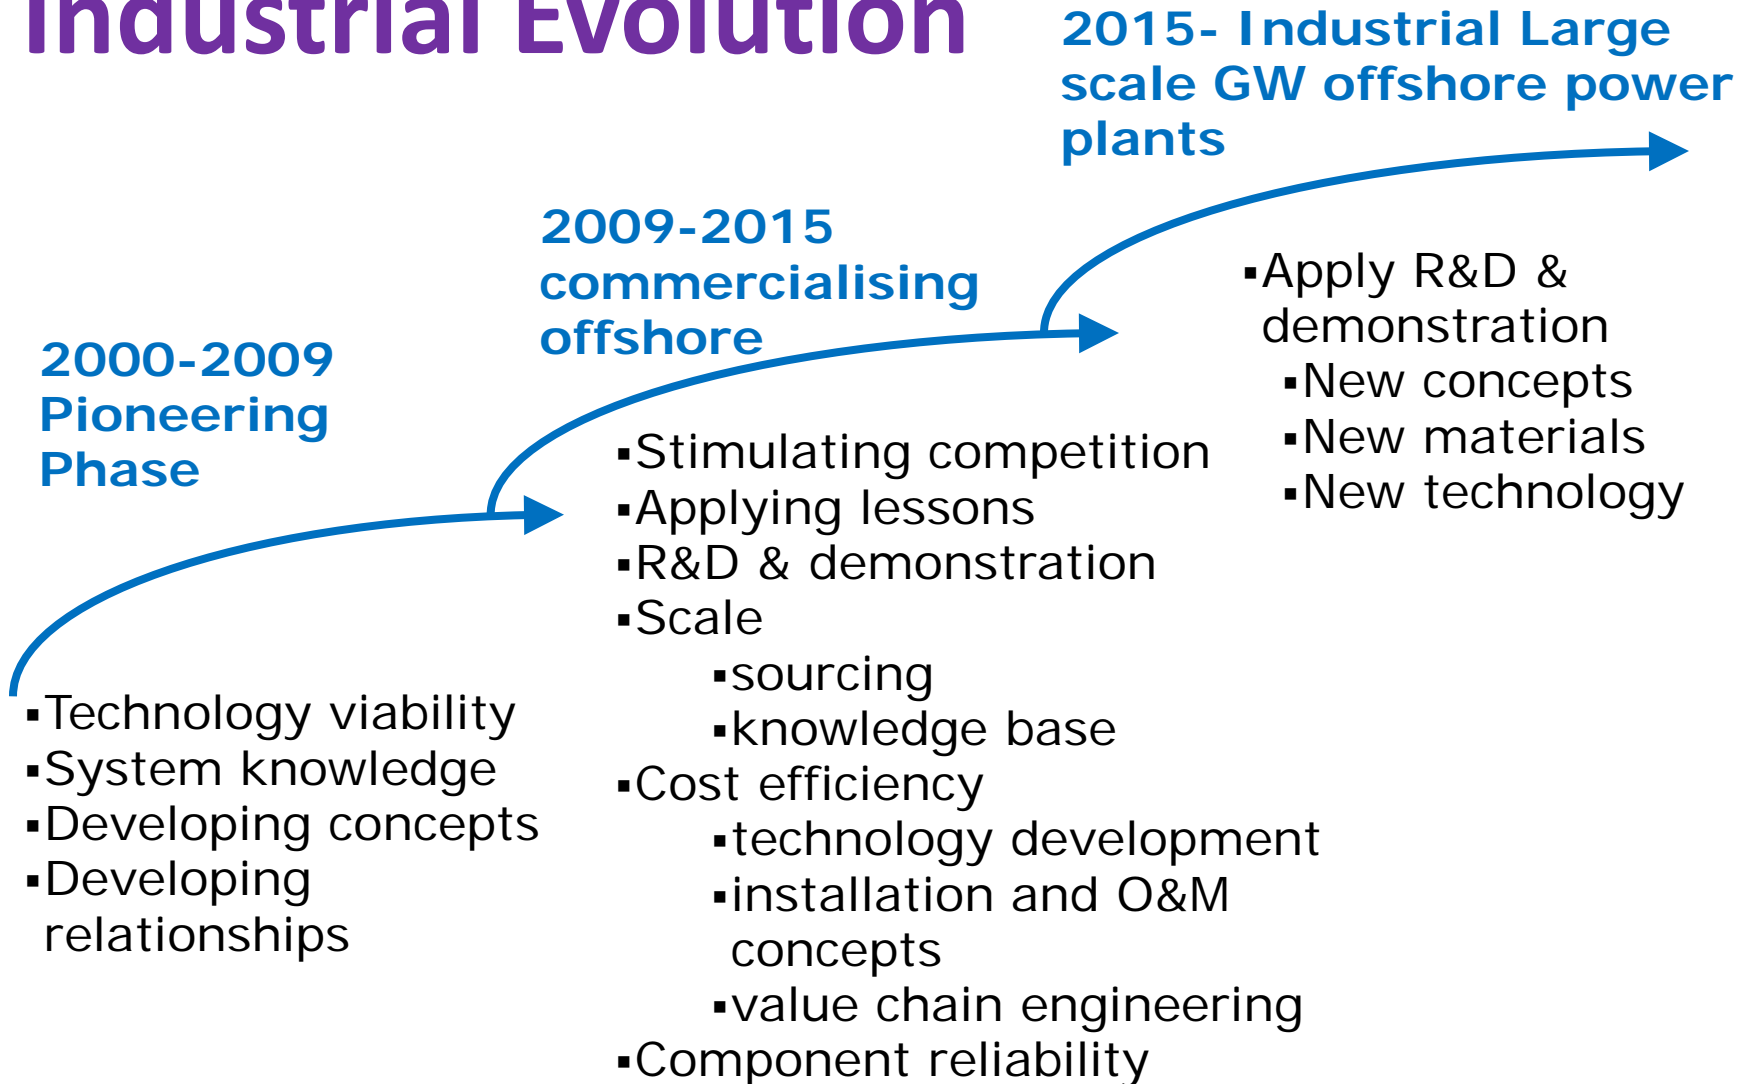 Industrial Evolution
2015- Industrial Large
scale GW offshore power
plants
2009-2015
commercialising
offshore
2000-2009
Pioneering
Phase
▪Technology viability
▪System knowledge
▪Developing concepts
▪Developing
relationships
▪Stimulating competition
▪Applying lessons
▪R&D & demonstration
▪Scale
▪sourcing
▪knowledge base
▪Cost efficiency
▪technology development
▪installation and O&M
concepts
▪value chain engineering
▪Component reliability
▪Apply R&D &
demonstration
▪New concepts
▪New materials
▪New technology